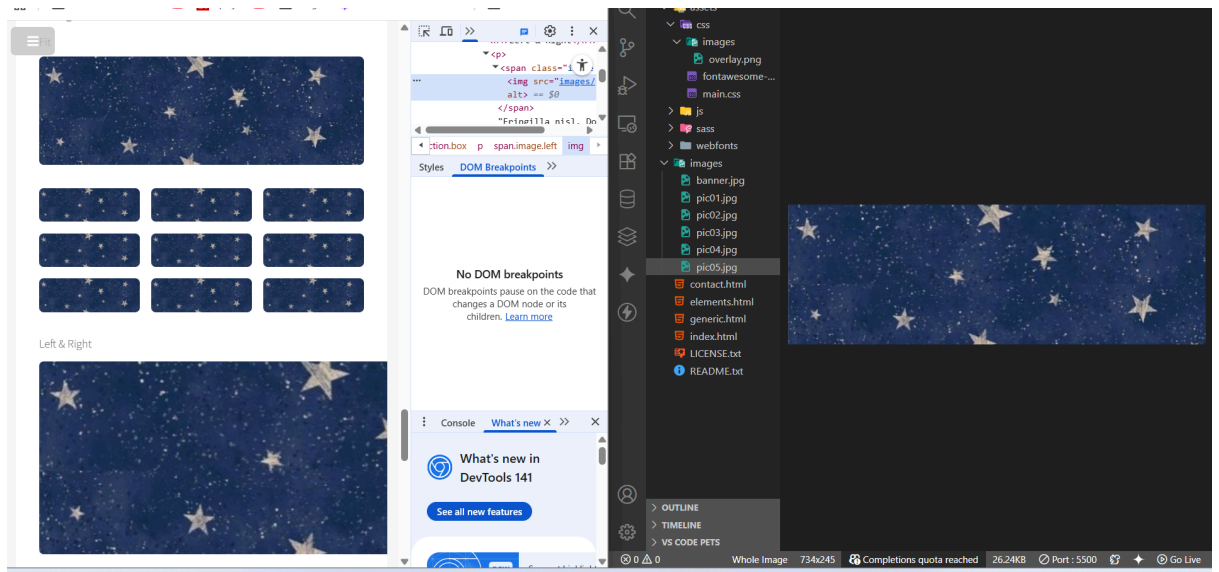 Left & Right
<p>
<span class="i
<img src="images/
alt> == $0
</span>
"Fringilla nisl. Do
ction.box p span.image.left img
Styles DOM Breakpoints
No DOM breakpoints
DOM breakpoints pause on the code that
changes a DOM node or its
children. Learn more
Console What's new
What's new in
DevTools 141
See all new features
assets
css
images
overlay.png
fontawesome-...
main.css
js
sass
webfonts
images
banner.jpg
pic01.jpg
pic02.jpg
pic03.jpg
pic04.jpg
pic05.jpg
contact.html
elements.html
generic.html
index.html
LICENSE.txt
README.txt
OUTLINE
TIMELINE
VS CODE PETS
0 0 Whole Image 734x245 Completions quota reached 26.24KB Port : 5500 Go Live